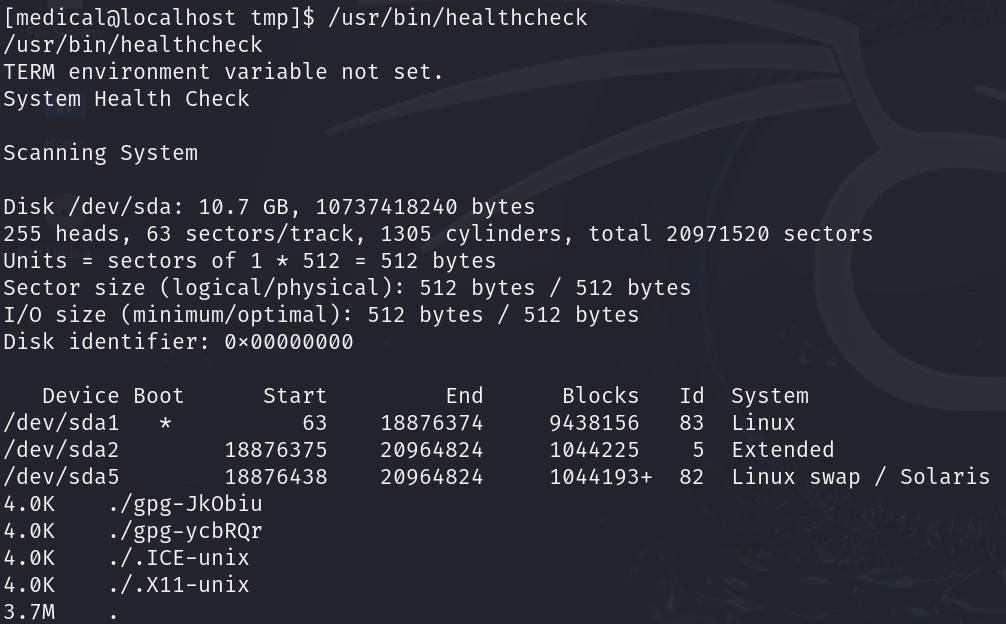 [medical@localhost tmp]$ /usr/bin/healthcheck
/usr/bin/healthcheck
TERM environment variable not set.
System Health Check

Scanning System

Disk /dev/sda: 10.7 GB, 10737418240 bytes
255 heads, 63 sectors/track, 1305 cylinders, total 20971520 sectors
Units = sectors of 1 * 512 = 512 bytes
Sector size (logical/physical): 512 bytes / 512 bytes
I/O size (minimum/optimal): 512 bytes / 512 bytes
Disk identifier: 0x00000000

   Device Boot      Start         End      Blocks   Id  System
/dev/sda1   *          63    18876374     9438156   83  Linux
/dev/sda2        18876375    20964824     1044225    5  Extended
/dev/sda5        18876438    20964824     1044193+  82  Linux swap / Solaris
4.0K    ./gpg-JkObiu
4.0K    ./gpg-ycbRQr
4.0K    ./.ICE-unix
4.0K    ./.X11-unix
3.7M    .